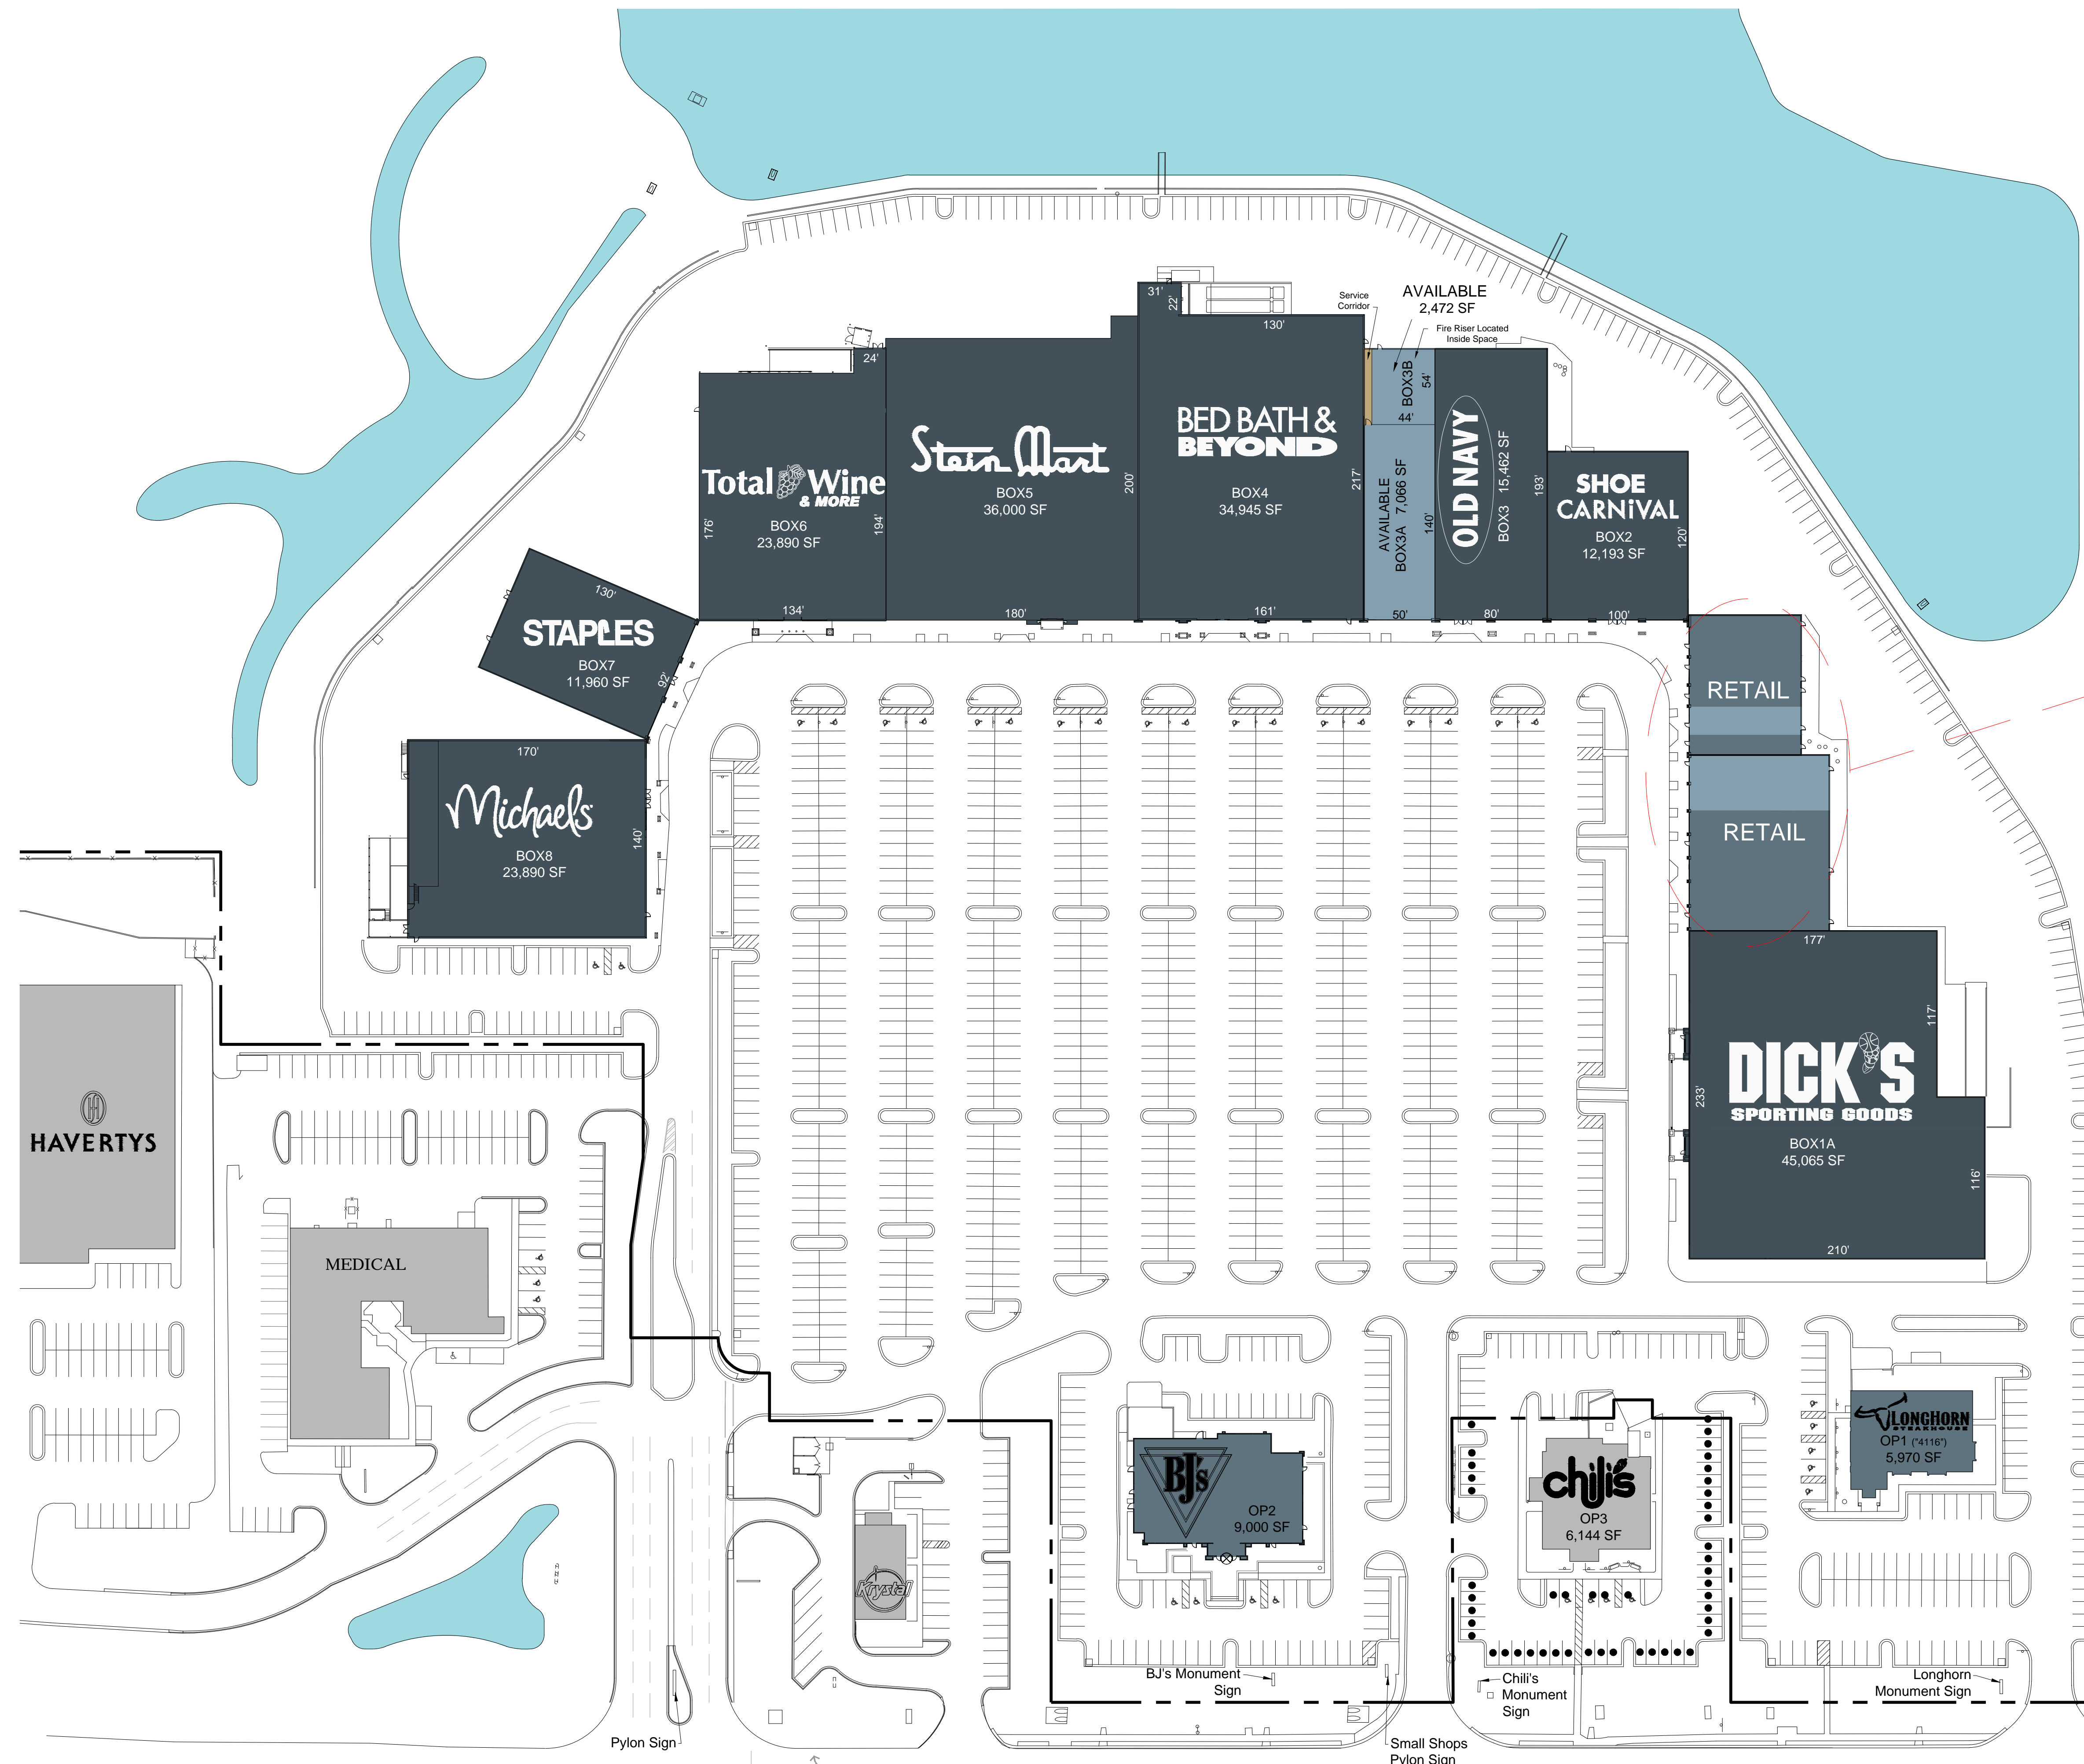 31'
22'
130'
Service
Corridor
AVAILABLE
2,472 SF
Fire Riser Located
Inside Space
24'
BOX3B
54'
44'
Total Wine
& MORE
BOX6
23,890 SF
176'
194'
134'
Stein Mart
BOX5
36,000 SF
200'
180'
BED BATH &
BEYOND
BOX4
34,945 SF
217'
161'
AVAILABLE
BOX3A 7,066 SF
140'
50'
OLD NAVY
BOX3 15,462 SF
193'
80'
SHOE
CARNiVAL
BOX2
12,193 SF
120'
100'
130'
STAPLES
BOX7
11,960 SF
92'
RETAIL
170'
Michaels
BOX8
23,890 SF
140'
RETAIL
177'
117'
DICK'S
SPORTING GOODS
BOX1A
45,065 SF
233'
116'
210'
HAVERTYS
MEDICAL
LONGHORN
STEAKHOUSE
OP1 ("4116")
5,970 SF
BJ's
OP2
9,000 SF
chili's
OP3
6,144 SF
Krystal
BJ's Monument
Sign
Chili's
Monument
Sign
Longhorn
Monument Sign
Pylon Sign
Small Shops
Pylon Sign